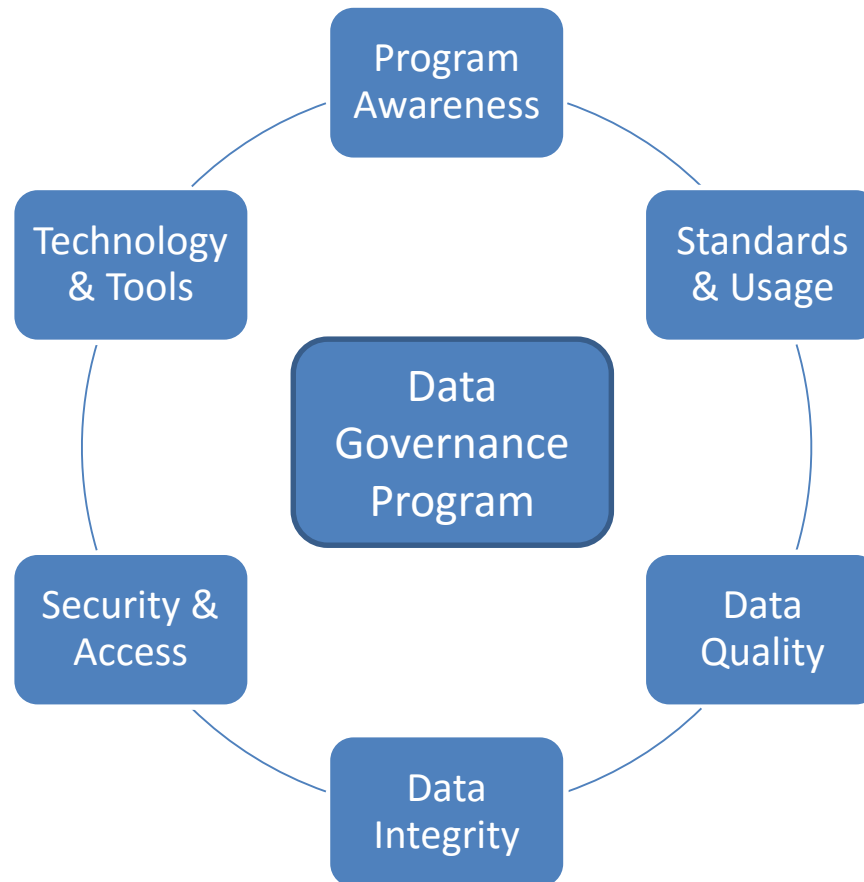 Program
Awareness
Technology
& Tools
Standards
& Usage
Data
Governance
Program
Security &
Access
Data
Quality
Data
Integrity